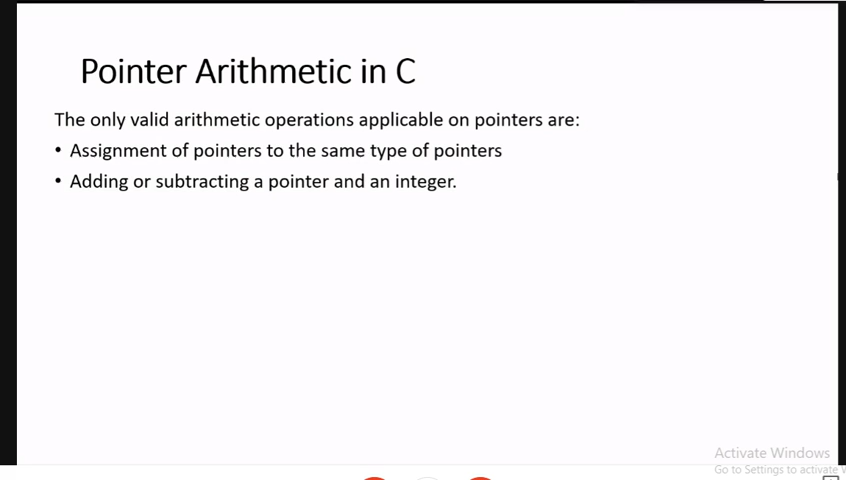 Pointer Arithmetic in C
The only valid arithmetic operations applicable on pointers are:
• Assignment of pointers to the same type of pointers
• Adding or subtracting a pointer and an integer.
Activate Windows
Go to Settings to activate